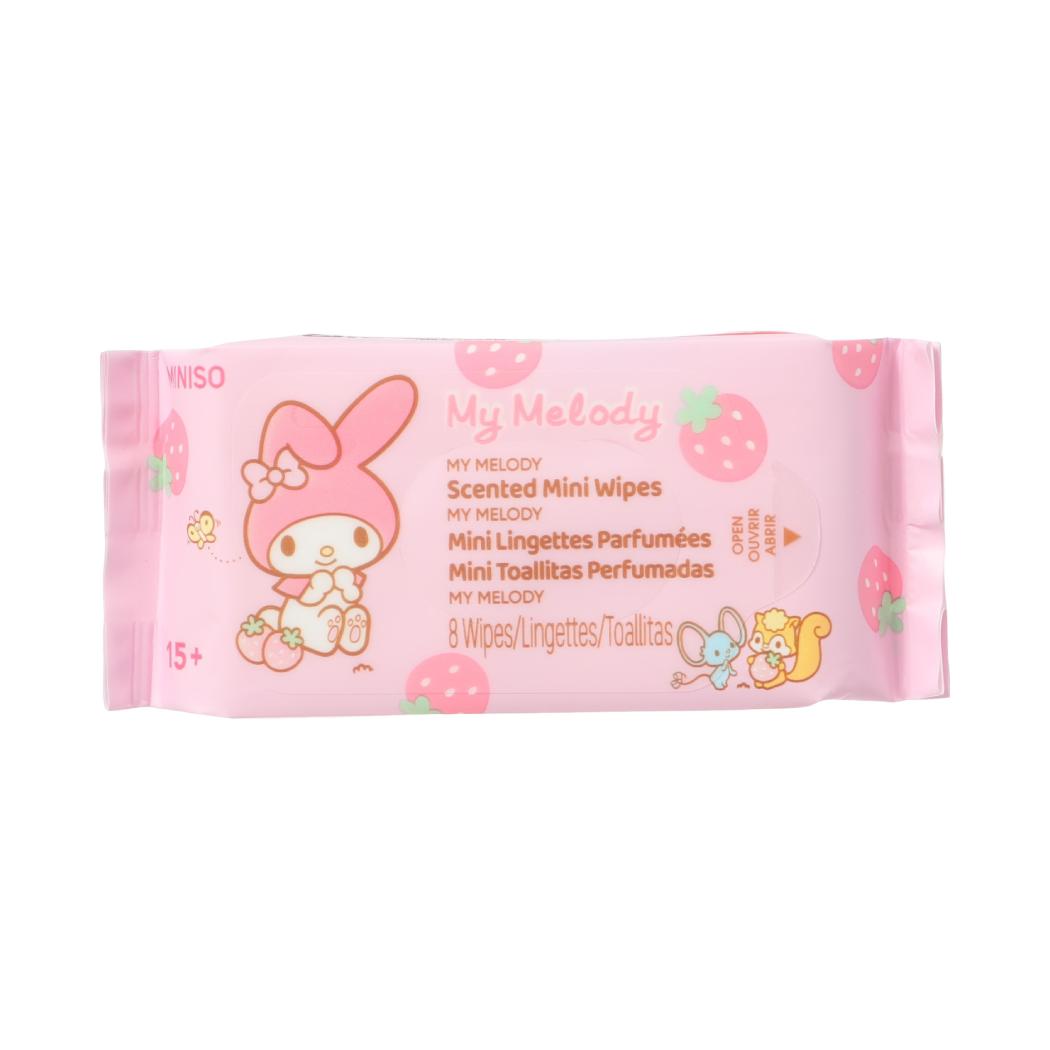 MINISO
My Melody
MY MELODY
Scented Mini Wipes
MY MELODY
Mini Lingettes Parfumées
Mini Toallitas Perfumadas
MY MELODY
8 Wipes/Lingettes/Toallitas
OPEN
OUVRIR
ABRIR
15+